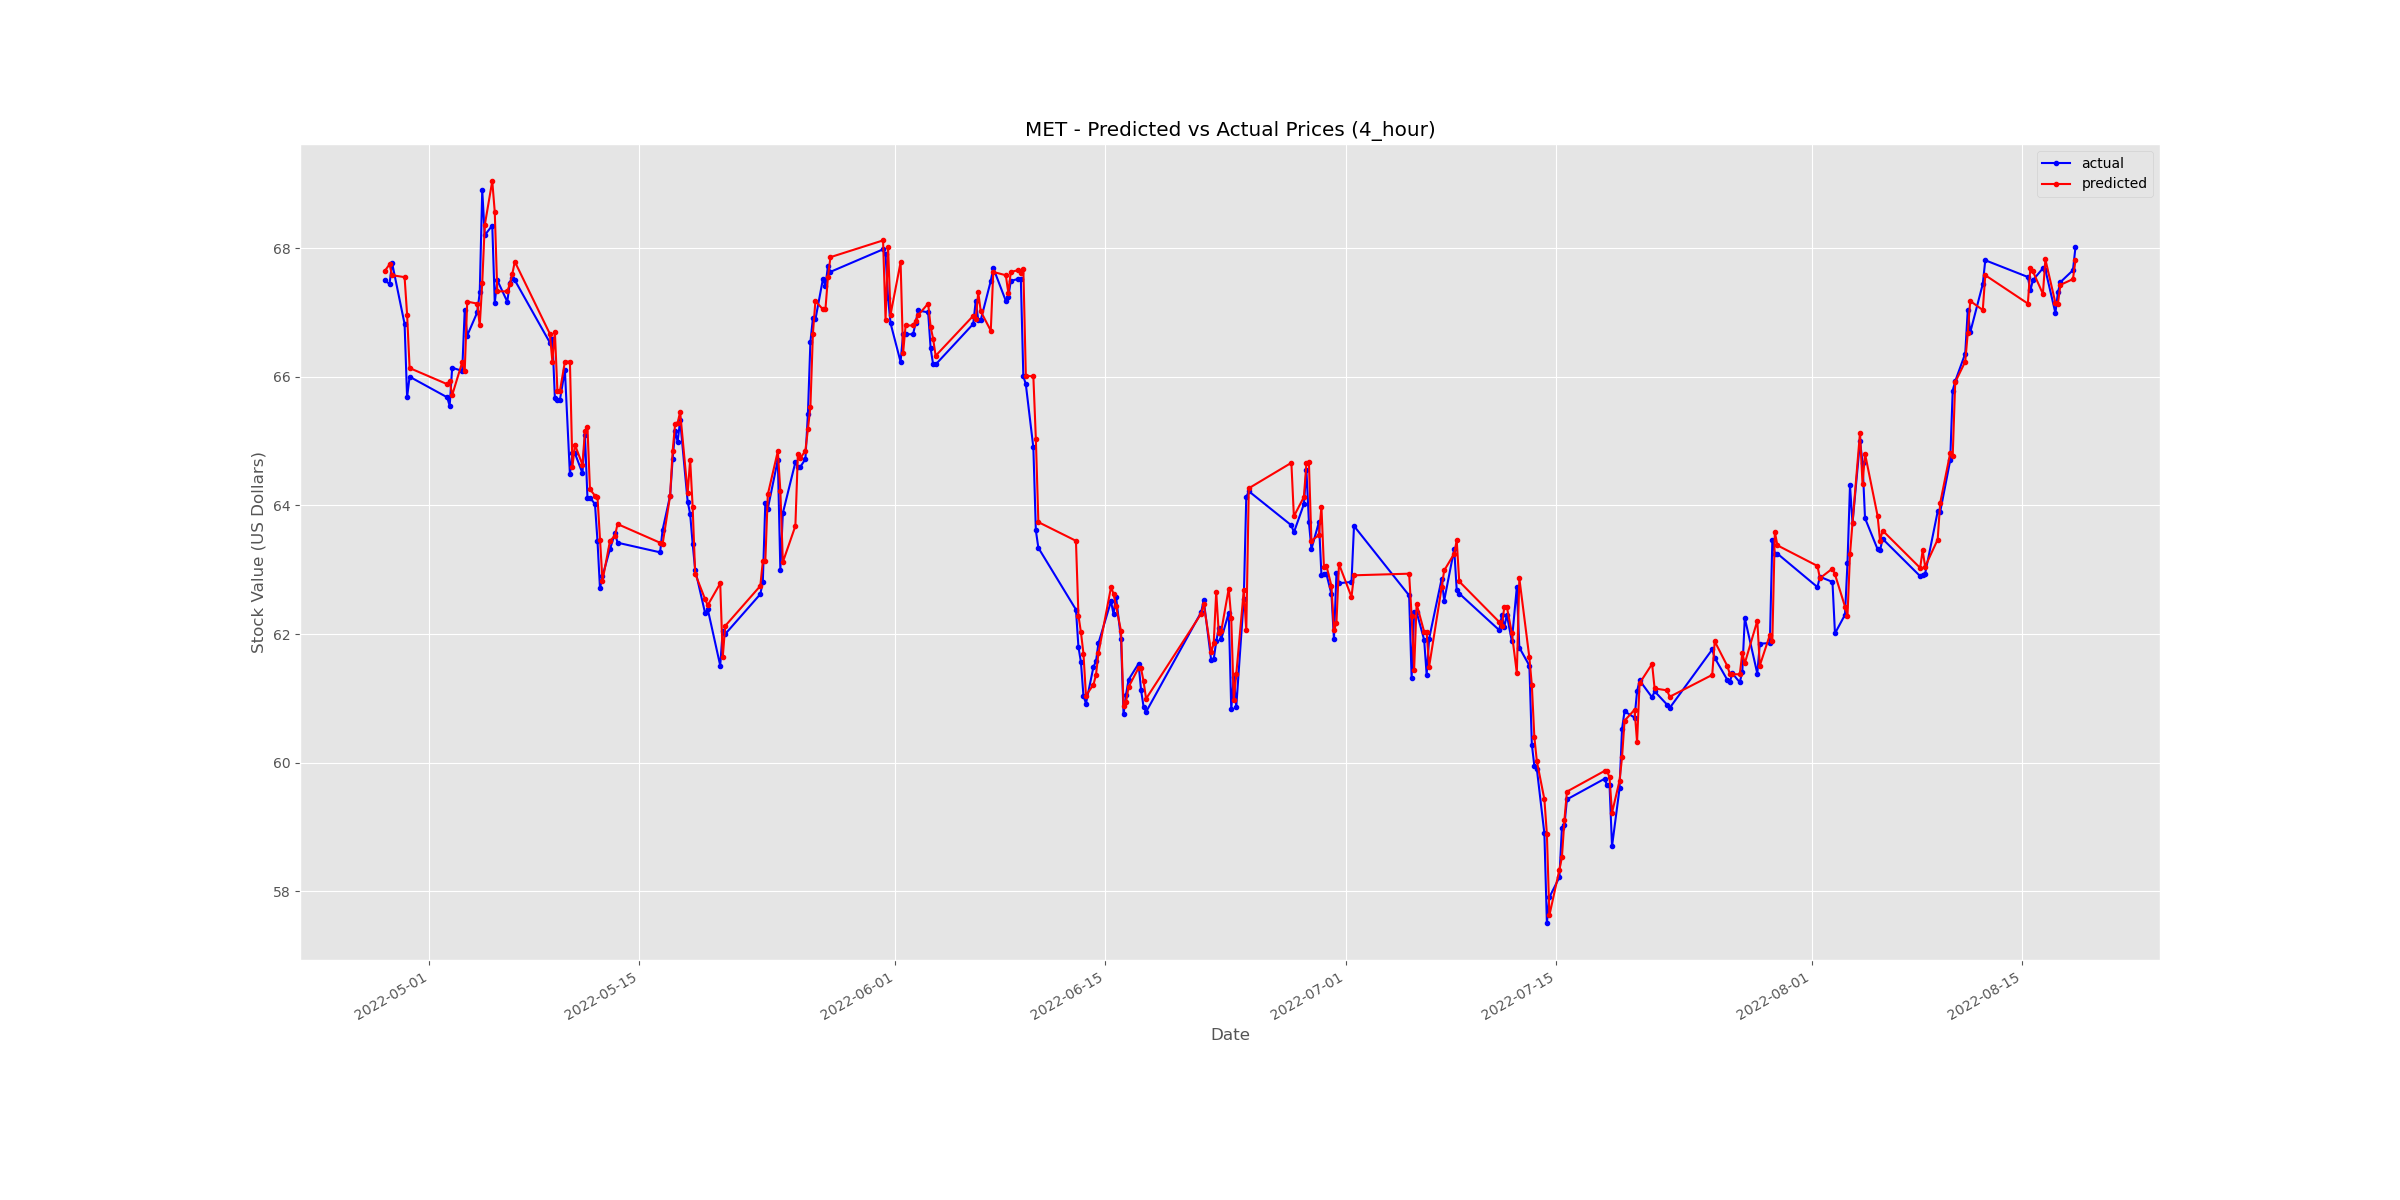 MET - Predicted vs Actual Prices (4_hour)
actual
predicted
Stock Value (US Dollars)
68
66
64
62
60
58
2022-05-01
2022-05-15
2022-06-01
2022-06-15
2022-07-01
2022-07-15
2022-08-01
2022-08-15
Date